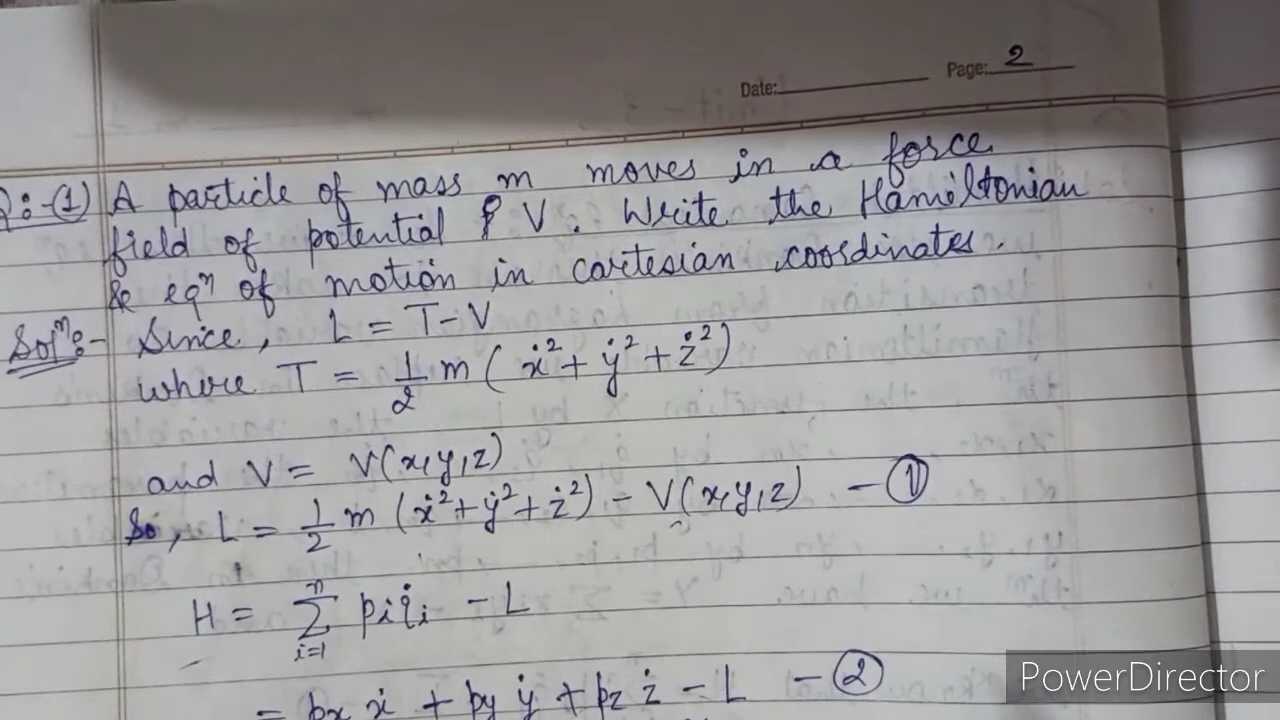 Date:
Page: 2
Q:-(1) A particle of mass m moves in a force
field of potential V. Write the Hamiltonian
& eqⁿ of motion in cartesian coordinates.
Solⁿ:- Since, L = T-V
where T = 1/2 m (ẋ² + ẏ² + ż²)
and V = V(x,y,z)
So, L = 1/2 m (ẋ² + ẏ² + ż²) - V(x,y,z) - ①
H = Σ_{i=1}^{n} pᵢq̇ᵢ - L
= pₓ ẋ + p_y ẏ + p_z ż - L - ②
PowerDirector